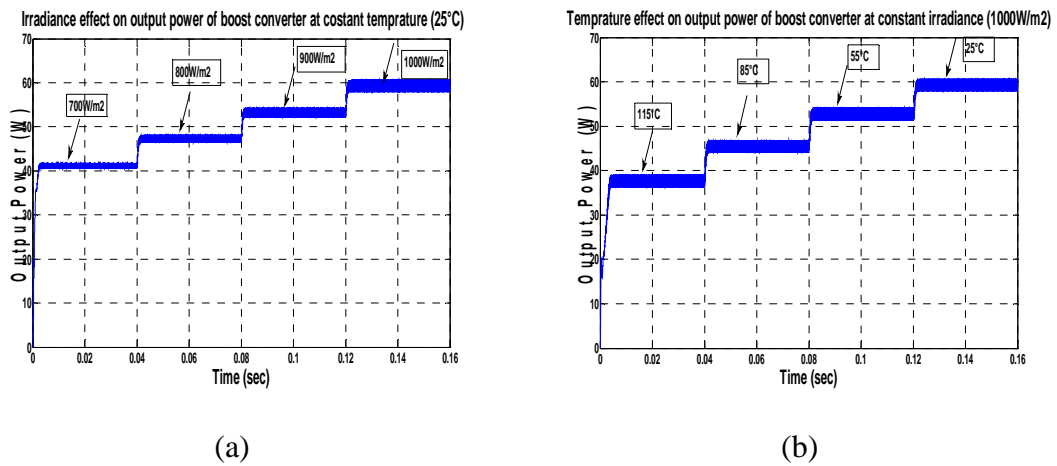 Irradiance effect on output power of boost converter at costant temprature (25°C)
70
60
50
40
30
20
10
0
Output Power (W)
700W/m2
800W/m2
900W/m2
1000W/m2
0 0.02 0.04 0.06 0.08 0.1 0.12 0.14 0.16
Time (sec)
(a)
Temprature effect on output power of boost converter at constant irradiance (1000W/m2)
70
60
50
40
30
20
10
0
Output Power (W)
115°C
85°C
55°C
25°C
0 0.02 0.04 0.06 0.08 0.1 0.12 0.14 0.16
Time (sec)
(b)